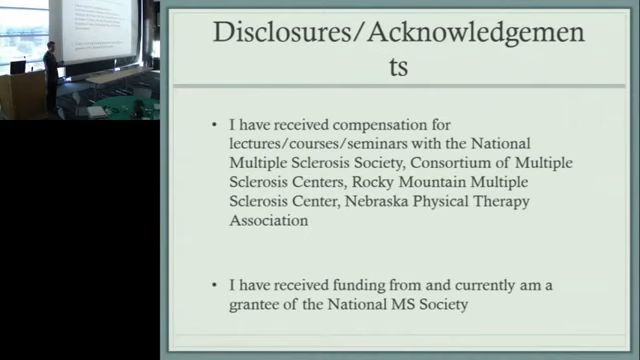 Disclosures/Acknowledgemen
ts
• I have received compensation for
lectures/courses/seminars with the National
Multiple Sclerosis Society, Consortium of Multiple
Sclerosis Centers, Rocky Mountain Multiple
Sclerosis Center, Nebraska Physical Therapy
Association
• I have received funding from and currently am a
grantee of the National MS Society